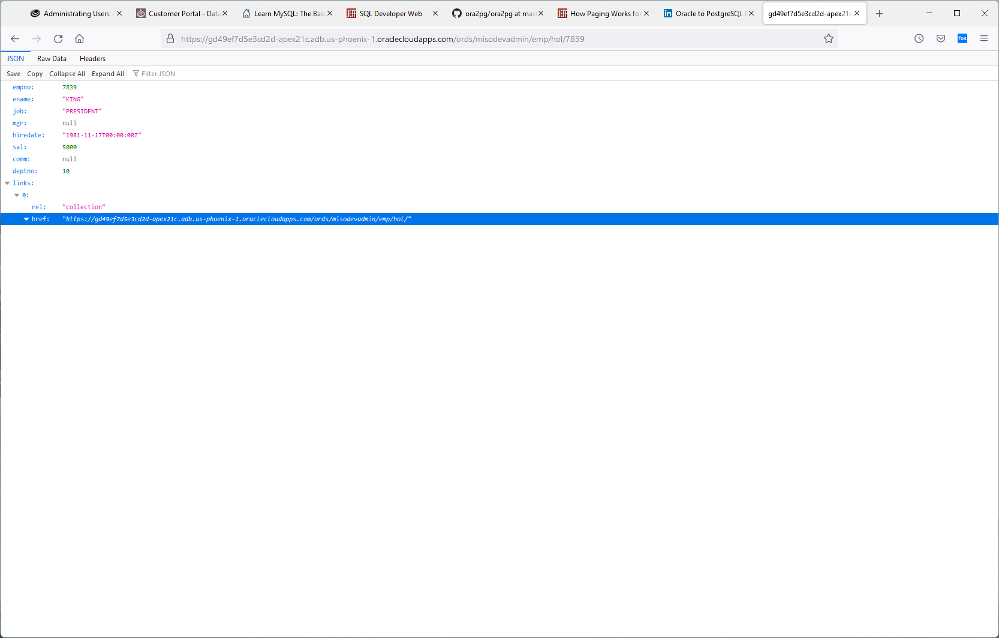 Administrating Users - Customer Portal - Data Learn MySQL: The Basi SQL Developer Web ora2pg/ora2pg at mast How Paging Works for Oracle to PostgreSQL gd49ef7d5e3cd2d-apex21c
https://gd49ef7d5e3cd2d-apex21c.adb.us-phoenix-1.oraclecloudapps.com/ords/misodevadmin/emp/hol/7839 fos
JSON Raw Data Headers
Save Copy Collapse All Expand All Filter JSON
empno: 7839
ename: "KING"
job: "PRESIDENT"
mgr: null
hiredate: "1981-11-17T00:00:00Z"
sal: 5000
comm: null
deptno: 10
links:
0:
rel: "collection"
href: "https://gd49ef7d5e3cd2d-apex21c.adb.us-phoenix-1.oraclecloudapps.com/ords/misodevadmin/emp/hol/"